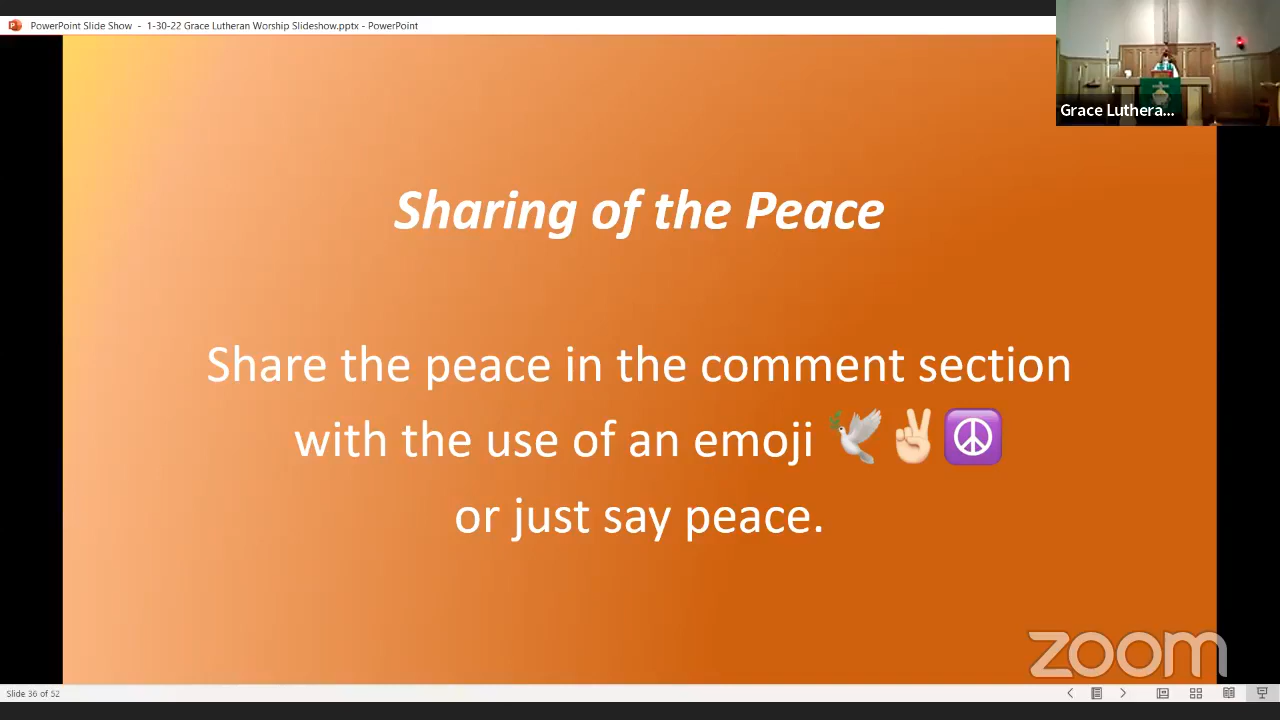 PowerPoint Slide Show - 1-30-22 Grace Lutheran Worship Slideshow.pptx - PowerPoint
Grace Luthera...
Sharing of the Peace
Share the peace in the comment section
with the use of an emoji 🕊️✌🏻☮️
or just say peace.
zoom
Slide 36 of 52